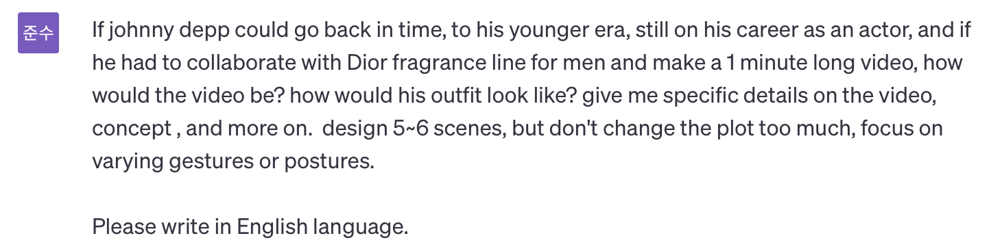 준수
If johnny depp could go back in time, to his younger era, still on his career as an actor, and if
he had to collaborate with Dior fragrance line for men and make a 1 minute long video, how
would the video be? how would his outfit look like? give me specific details on the video,
concept , and more on.  design 5~6 scenes, but don't change the plot too much, focus on
varying gestures or postures.
Please write in English language.